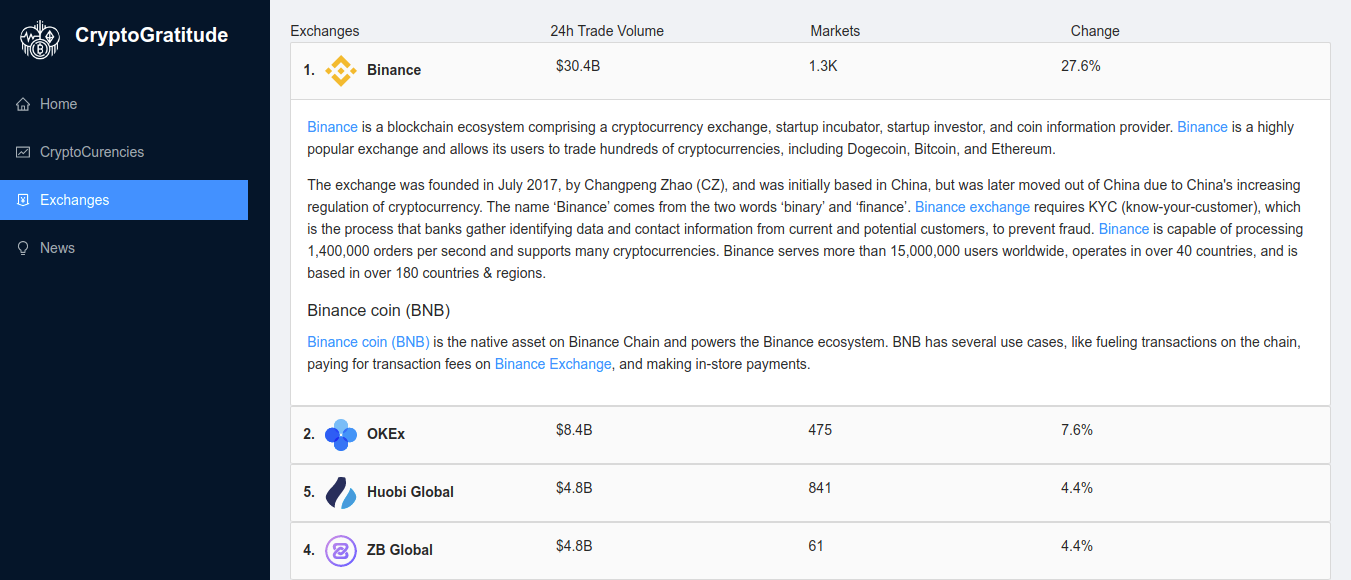 CryptoGratitude
Home
CryptoCurencies
Exchanges
News
Exchanges 24h Trade Volume Markets Change
1. Binance $30.4B 1.3K 27.6%
Binance is a blockchain ecosystem comprising a cryptocurrency exchange, startup incubator, startup investor, and coin information provider. Binance is a highly
popular exchange and allows its users to trade hundreds of cryptocurrencies, including Dogecoin, Bitcoin, and Ethereum.
The exchange was founded in July 2017, by Changpeng Zhao (CZ), and was initially based in China, but was later moved out of China due to China's increasing
regulation of cryptocurrency. The name ‘Binance’ comes from the two words ‘binary’ and ‘finance’. Binance exchange requires KYC (know-your-customer), which
is the process that banks gather identifying data and contact information from current and potential customers, to prevent fraud. Binance is capable of processing
1,400,000 orders per second and supports many cryptocurrencies. Binance serves more than 15,000,000 users worldwide, operates in over 40 countries, and is
based in over 180 countries & regions.
Binance coin (BNB)
Binance coin (BNB) is the native asset on Binance Chain and powers the Binance ecosystem. BNB has several use cases, like fueling transactions on the chain,
paying for transaction fees on Binance Exchange, and making in-store payments.
2. OKEx $8.4B 475 7.6%
5. Huobi Global $4.8B 841 4.4%
4. ZB Global $4.8B 61 4.4%